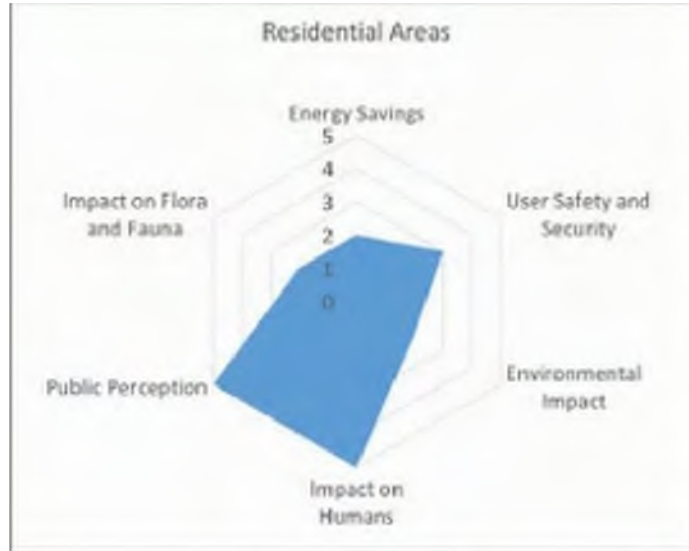 Residential Areas
Energy Savings
5
4
3
2
1
0
User Safety and
Security
Environmental
Impact
Impact on
Humans
Public Perception
Impact on Flora
and Fauna